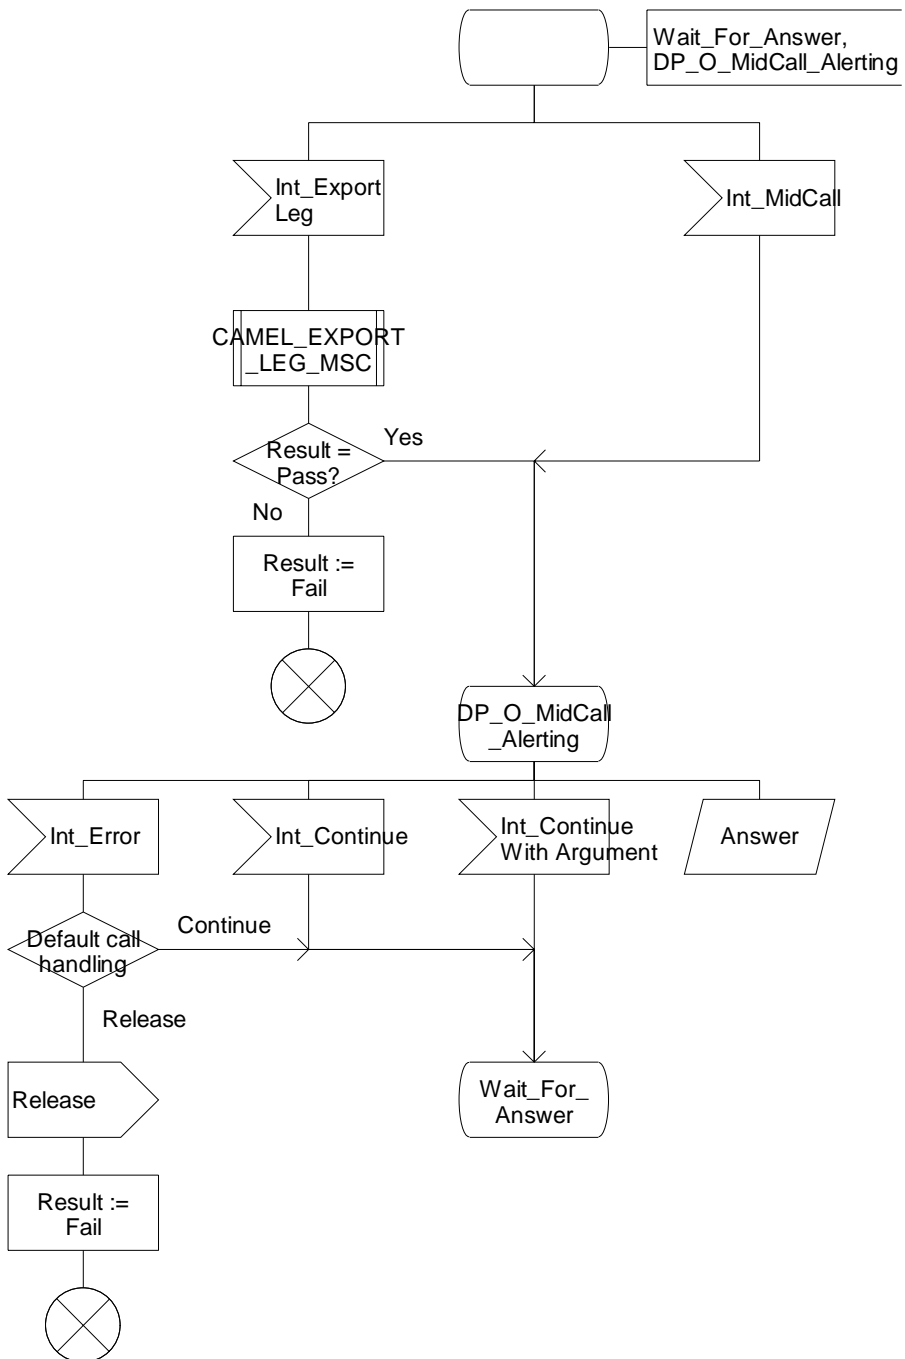 Wait_For_Answer,
DP_O_MidCall_Alerting
Int_Export
Leg
Int_MidCall
CAMEL_EXPORT
_LEG_MSC
Result =
Pass?
Yes
No
Result :=
Fail
DP_O_MidCall
_Alerting
Int_Error
Int_Continue
Int_Continue
With Argument
Answer
Default call
handling
Continue
Release
Release
Wait_For_
Answer
Result :=
Fail